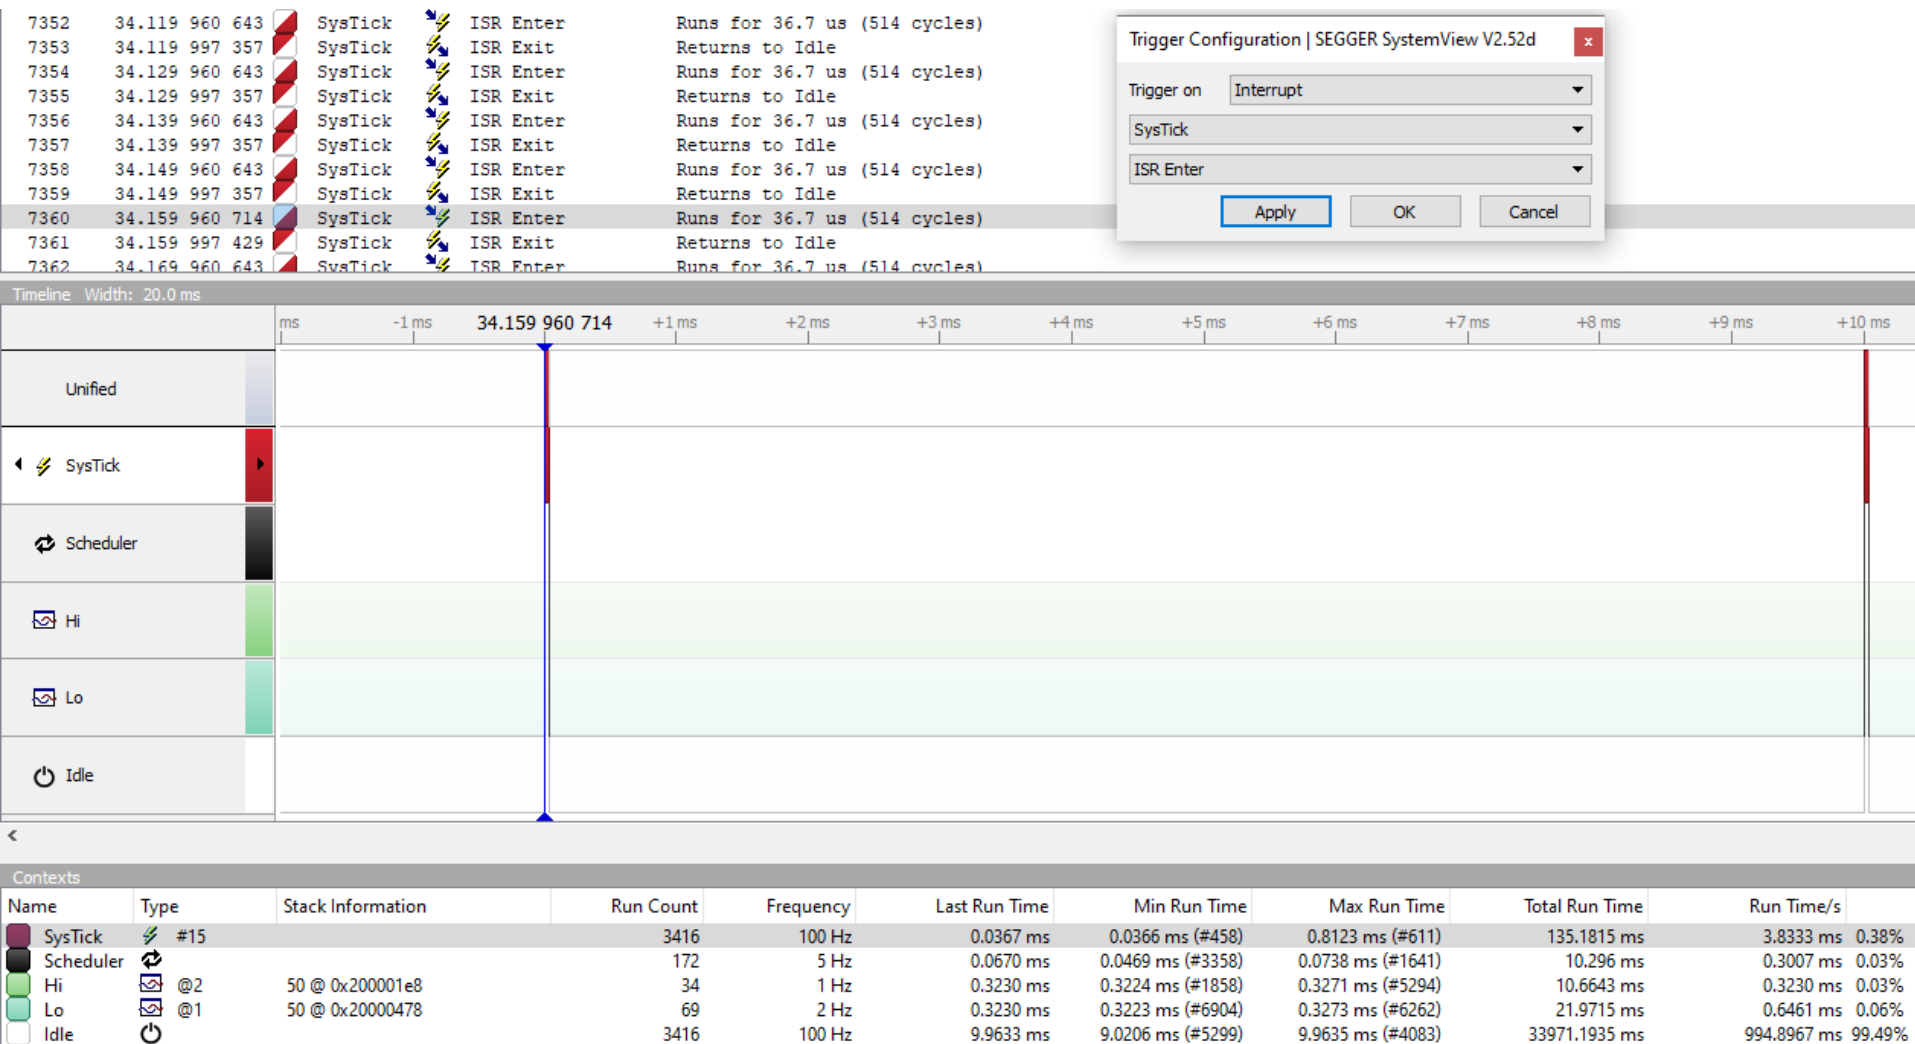 7352 34.119 960 643 SysTick ISR Enter Runs for 36.7 us (514 cycles)
7353 34.119 997 357 SysTick ISR Exit Returns to Idle
7354 34.129 960 643 SysTick ISR Enter Runs for 36.7 us (514 cycles)
7355 34.129 997 357 SysTick ISR Exit Returns to Idle
7356 34.139 960 643 SysTick ISR Enter Runs for 36.7 us (514 cycles)
7357 34.139 997 357 SysTick ISR Exit Returns to Idle
7358 34.149 960 643 SysTick ISR Enter Runs for 36.7 us (514 cycles)
7359 34.149 997 357 SysTick ISR Exit Returns to Idle
7360 34.159 960 714 SysTick ISR Enter Runs for 36.7 us (514 cycles)
7361 34.159 997 429 SysTick ISR Exit Returns to Idle
7362 34.169 960 643 SysTick ISR Enter Runs for 36.7 us (514 cycles)
Trigger Configuration | SEGGER SystemView V2.52d x
Trigger on Interrupt
SysTick
ISR Enter
Apply OK Cancel
Timeline Width: 20.0 ms
ms -1 ms 34.159 960 714 +1 ms +2 ms +3 ms +4 ms +5 ms +6 ms +7 ms +8 ms +9 ms +10 ms
Unified
SysTick
Scheduler
Hi
Lo
Idle
Contexts
Name Type Stack Information Run Count Frequency Last Run Time Min Run Time Max Run Time Total Run Time Run Time/s
SysTick #15 3416 100 Hz 0.0367 ms 0.0366 ms (#458) 0.8123 ms (#611) 135.1815 ms 3.8333 ms 0.38%
Scheduler 172 5 Hz 0.0670 ms 0.0469 ms (#3358) 0.0738 ms (#1641) 10.296 ms 0.3007 ms 0.03%
Hi @2 50 @ 0x200001e8 34 1 Hz 0.3230 ms 0.3224 ms (#1858) 0.3271 ms (#5294) 10.6643 ms 0.3230 ms 0.03%
Lo @1 50 @ 0x20000478 69 2 Hz 0.3230 ms 0.3223 ms (#6904) 0.3273 ms (#6262) 21.9715 ms 0.6461 ms 0.06%
Idle 3416 100 Hz 9.9633 ms 9.0206 ms (#5299) 9.9635 ms (#4083) 33971.1935 ms 994.8967 ms 99.49%